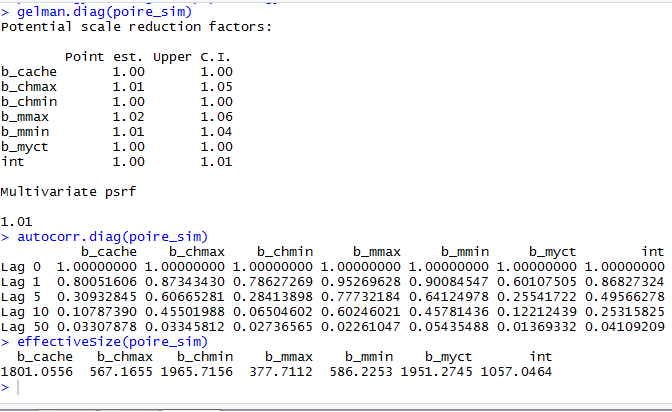 > gelman.diag(poire_sim)
Potential scale reduction factors:
Point est. Upper C.I.
b_cache 1.00 1.00
b_chmax 1.01 1.05
b_chmin 1.00 1.00
b_mmax 1.02 1.06
b_mmin 1.01 1.04
b_myct 1.00 1.00
int 1.00 1.01
Multivariate psrf
1.01
> autocorr.diag(poire_sim)
b_cache b_chmax b_chmin b_mmax b_mmin b_myct int
Lag 0 1.00000000 1.00000000 1.00000000 1.00000000 1.00000000 1.00000000 1.00000000
Lag 1 0.80051606 0.87343430 0.78627269 0.95269628 0.90084547 0.60107505 0.86827324
Lag 5 0.30932845 0.60665281 0.28413898 0.77732184 0.64124978 0.25541722 0.49566278
Lag 10 0.10787390 0.45501988 0.06504602 0.60246021 0.45781436 0.12212439 0.25315825
Lag 50 0.03307878 0.03345812 0.02736565 0.02261047 0.05435488 0.01369332 0.04109209
> effectiveSize(poire_sim)
b_cache b_chmax b_chmin b_mmax b_mmin b_myct int
1801.0556 567.1655 1965.7156 377.7112 586.2253 1951.2745 1057.0464
>